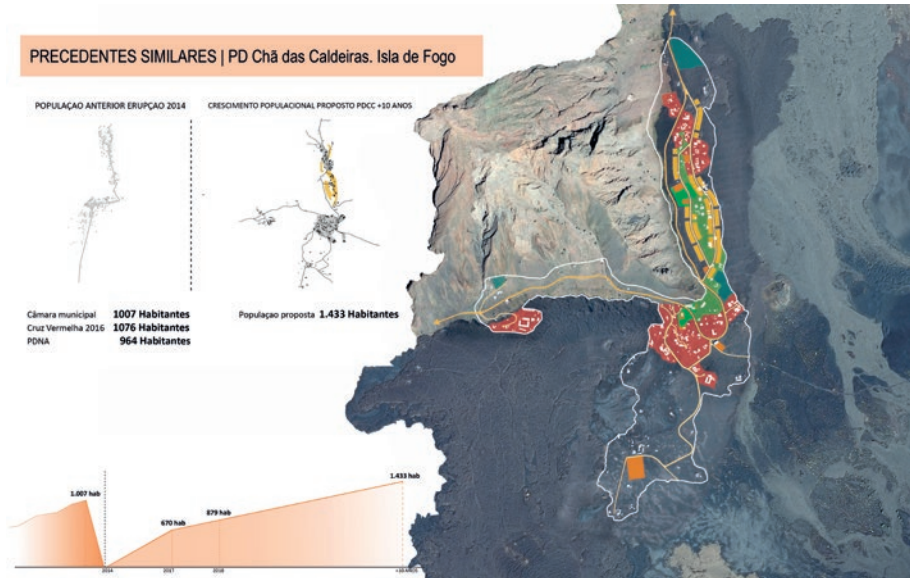 PRECEDENTES SIMILARES | PD Chã das Caldeiras. Isla de Fogo
POPULAÇAO ANTERIOR ERUPÇAO 2014
CRESCIMENTO POPULACIONAL PROPOSTO PDCC +10 ANOS
Câmara municipal 1007 Habitantes
Cruz Vermelha 2016 1076 Habitantes
PDNA 964 Habitantes
Populaçao proposta 1.433 Habitantes
1.007 hab
670 hab
879 hab
1.433 hab
2014
2017
+10 ANOS